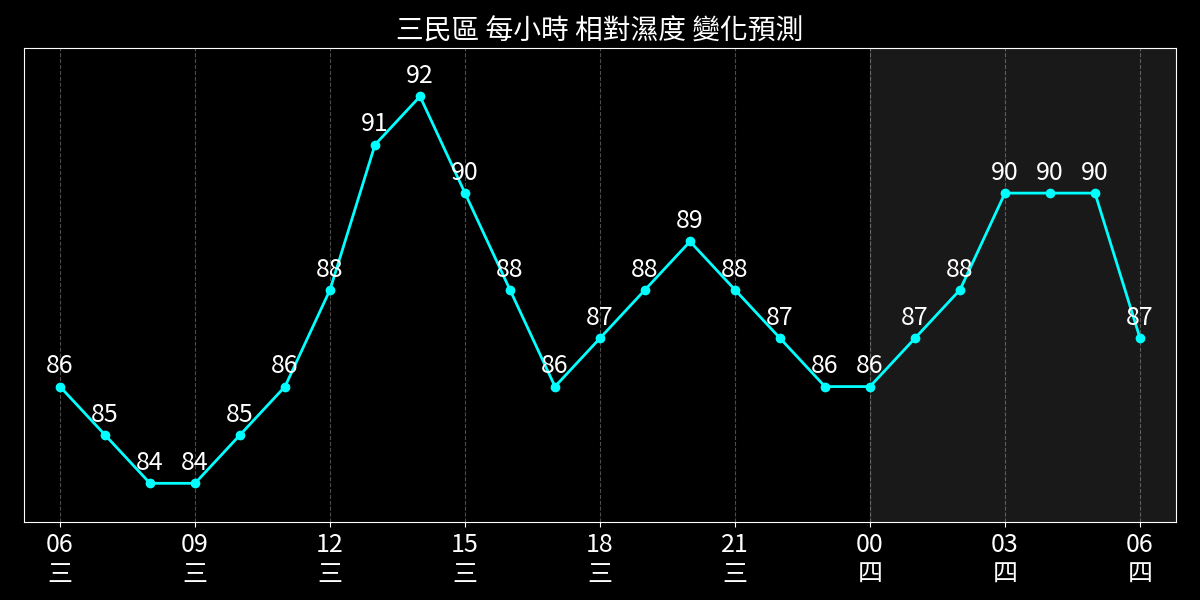 三民區 每小時 相對濕度 變化預測
86 85 84 84 85 86 88 91 92 90 88 86 87 88 89 88 87 86 86 87 88 90 90 90 87
06 09 12 15 18 21 00 03 06
三 三 三 三 三 三 四 四 四